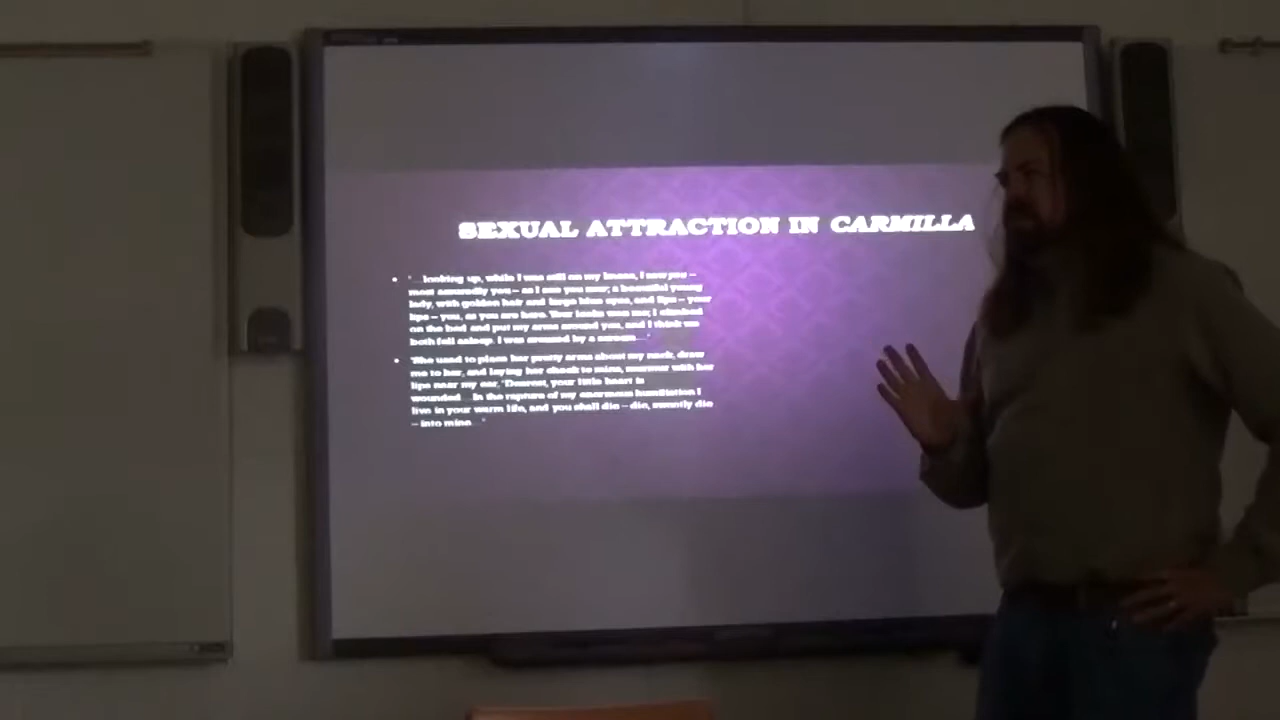 SEXUAL ATTRACTION IN CARMILLA
• "...looking up, while I was still on my knees, I saw you –
most assuredly you – as I see you now; a beautiful young
lady, with golden hair and large blue eyes, and lips – your
lips – you, as you are here. Your looks won me; I climbed
on the bed and put my arms around you, and I think we
both fell asleep. I was aroused by a scream..."
• "She used to place her pretty arms about my neck, draw
me to her, and laying her cheek to mine, murmur with her
lips near my ear, 'Dearest, your little heart is
wounded... In the rapture of my enormous humiliation I
live in your warm life, and you shall die – die, sweetly die
– into mine..."